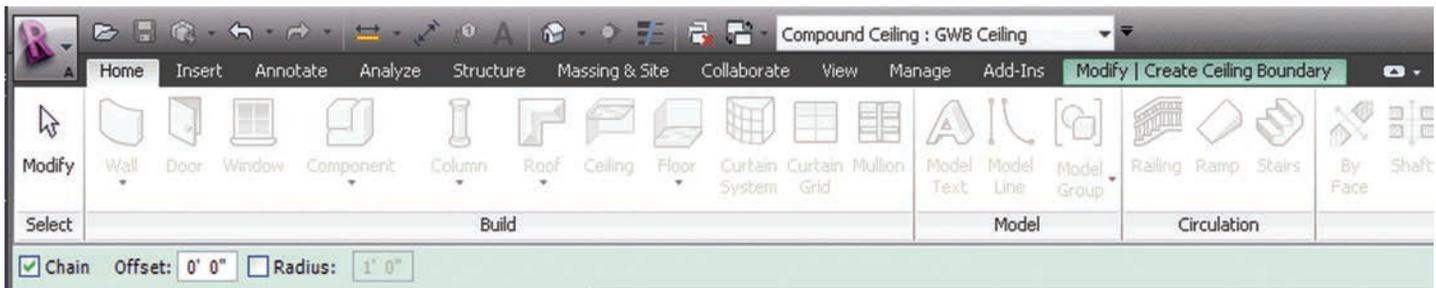 Compound Ceiling : GWB Ceiling
Home Insert Annotate Analyze Structure Massing & Site Collaborate View Manage Add-Ins Modify | Create Ceiling Boundary
Modify Wall Door Window Component Column Roof Ceiling Floor Curtain System Curtain Grid Mullion Model Text Model Line Model Group Railing Ramp Stairs By Face Shaft
Select Build Model Circulation
Chain Offset: 0' 0" Radius: 1' 0"